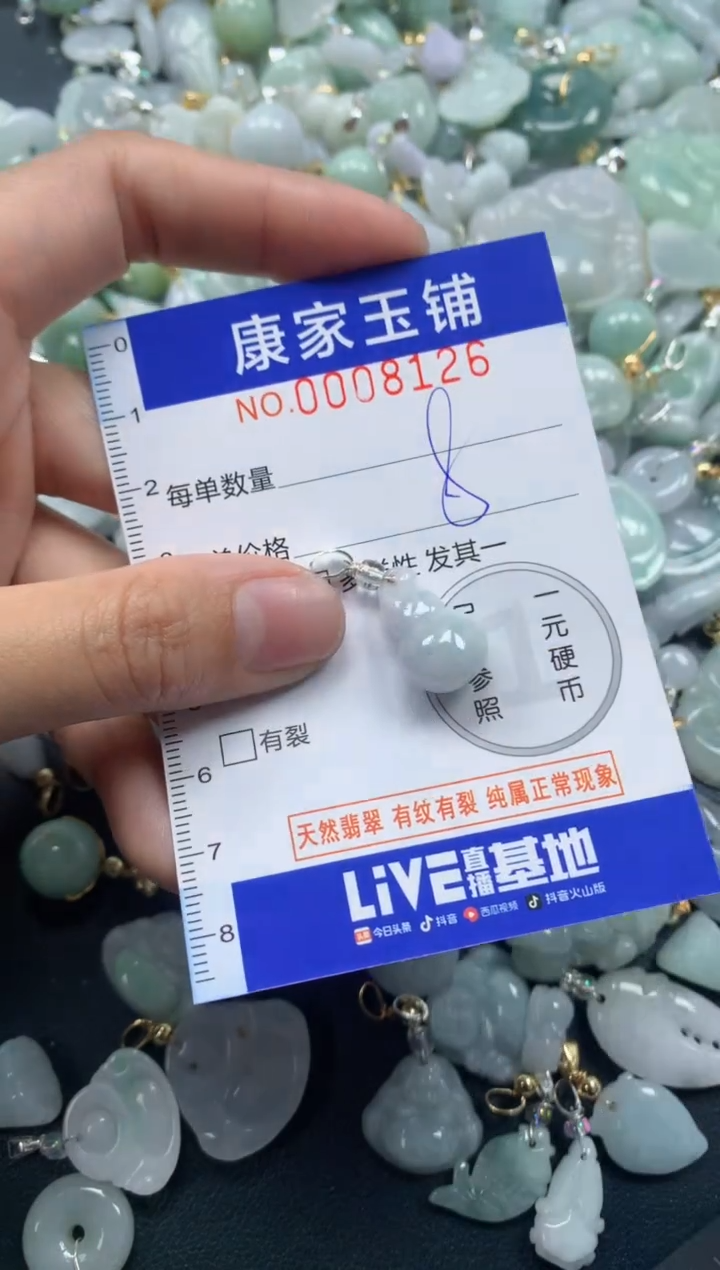 康家玉铺
NO.0008126
0
1
2 每单数量
8
价格
性 发其一
一元硬币
参照
有裂
6
7
天然翡翠 有纹有裂 纯属正常现象
8
LiVE直播基地
头条 今日头条 抖音 西瓜视频 抖音火山版